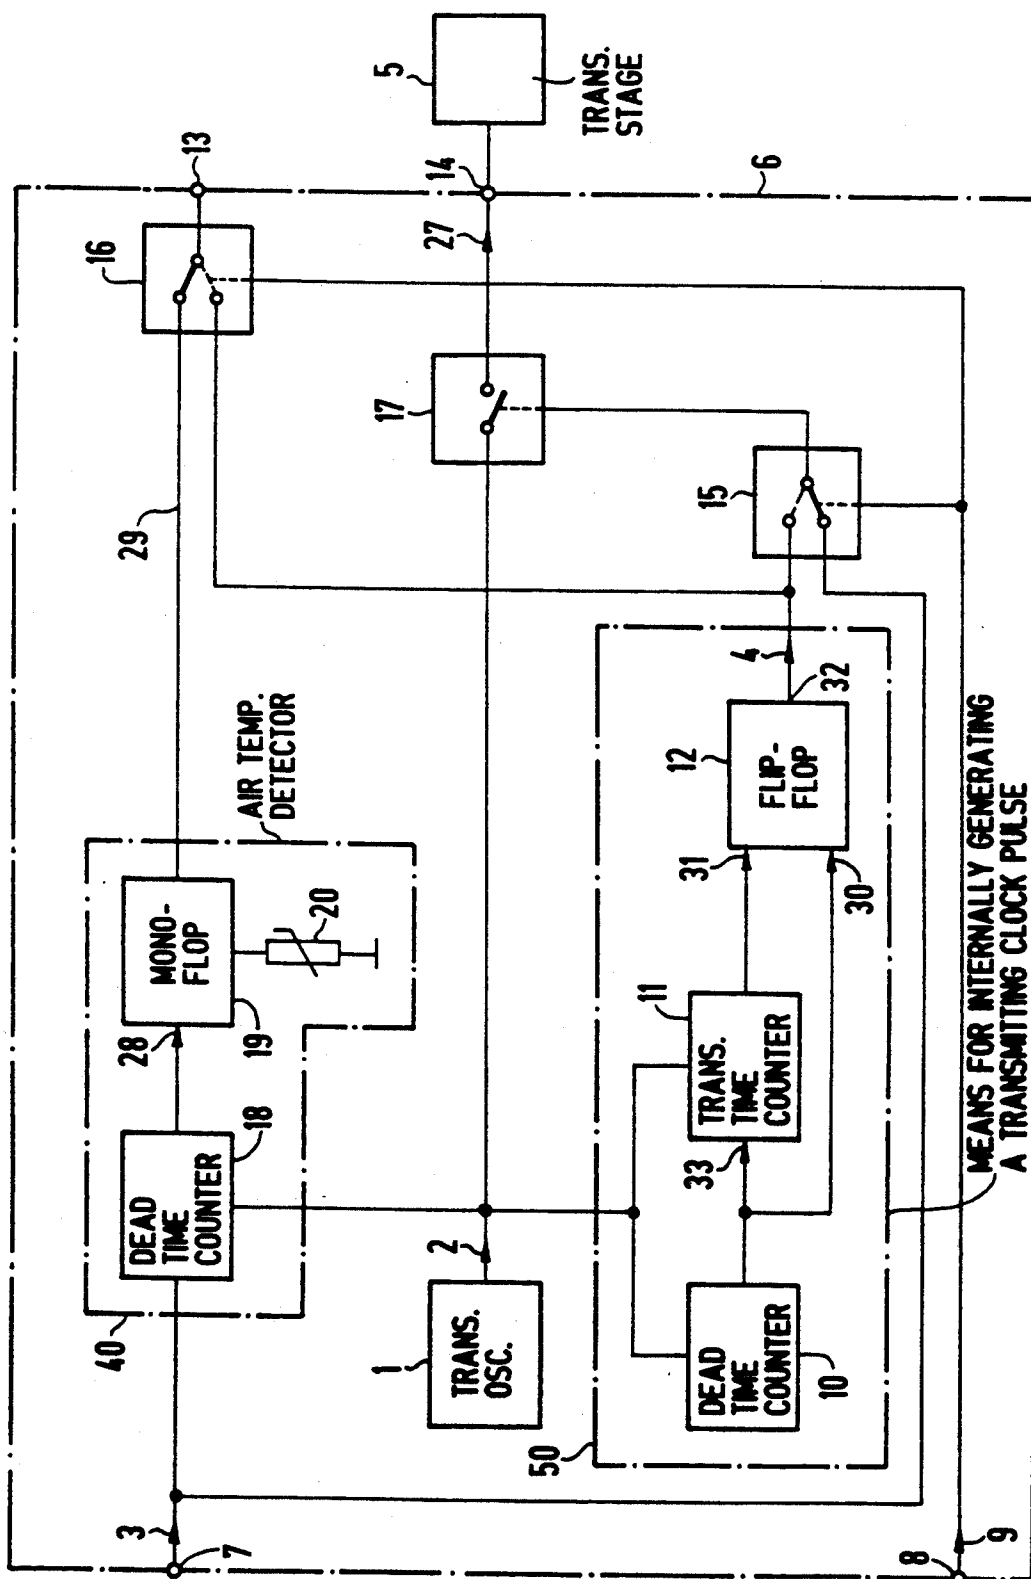 13
16
5
TRANS.
STAGE
14
27
6
17
29
15
AIR TEMP.
DETECTOR
4
32
MONO-
FLOP
20
12
FLIP-
FLOP
28
19
31
30
11
TRANS.
TIME
COUNTER
DEAD
TIME
COUNTER
18
33
MEANS FOR INTERNALLY GENERATING
A TRANSMITTING CLOCK PULSE
2
40
1
TRANS.
OSC.
DEAD
TIME
COUNTER
10
50
3
7
8
9